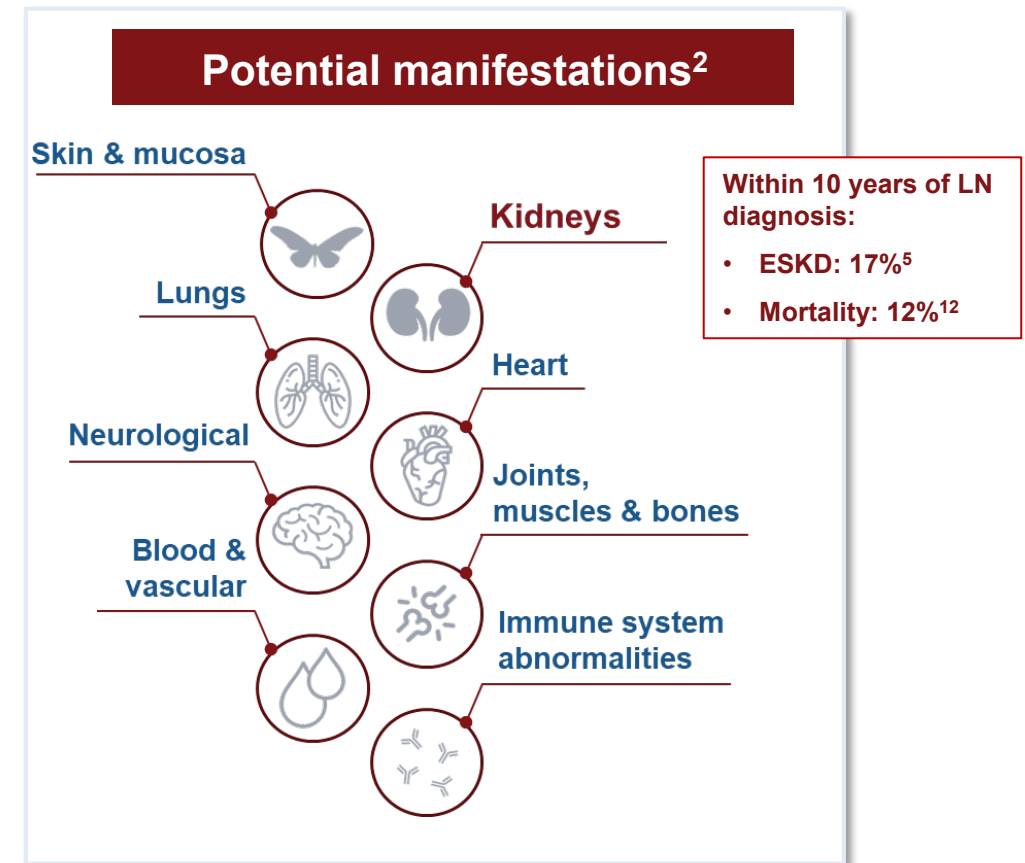 Potential manifestations²
Skin & mucosa
Kidneys
Within 10 years of LN
diagnosis:
• ESKD: 17%⁵
• Mortality: 12%¹²
Lungs
Heart
Neurological
Joints,
muscles & bones
Blood &
vascular
Immune system
abnormalities